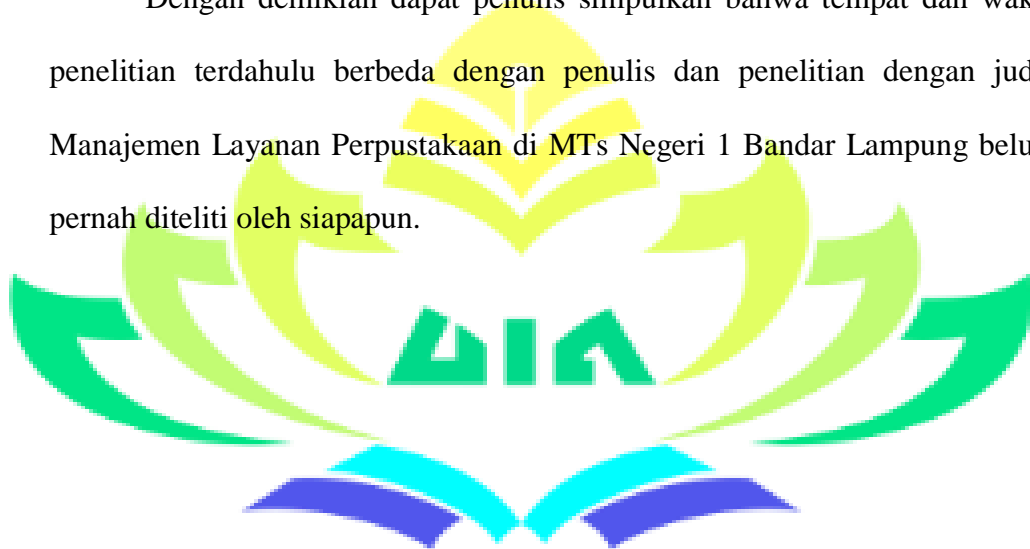 Dengan demikian dapat penulis simpulkan bahwa tempat dan wak
penelitian terdahulu berbeda dengan penulis dan penelitian dengan jud
Manajemen Layanan Perpustakaan di MTs Negeri 1 Bandar Lampung belu
pernah diteliti oleh siapapun.
UIN